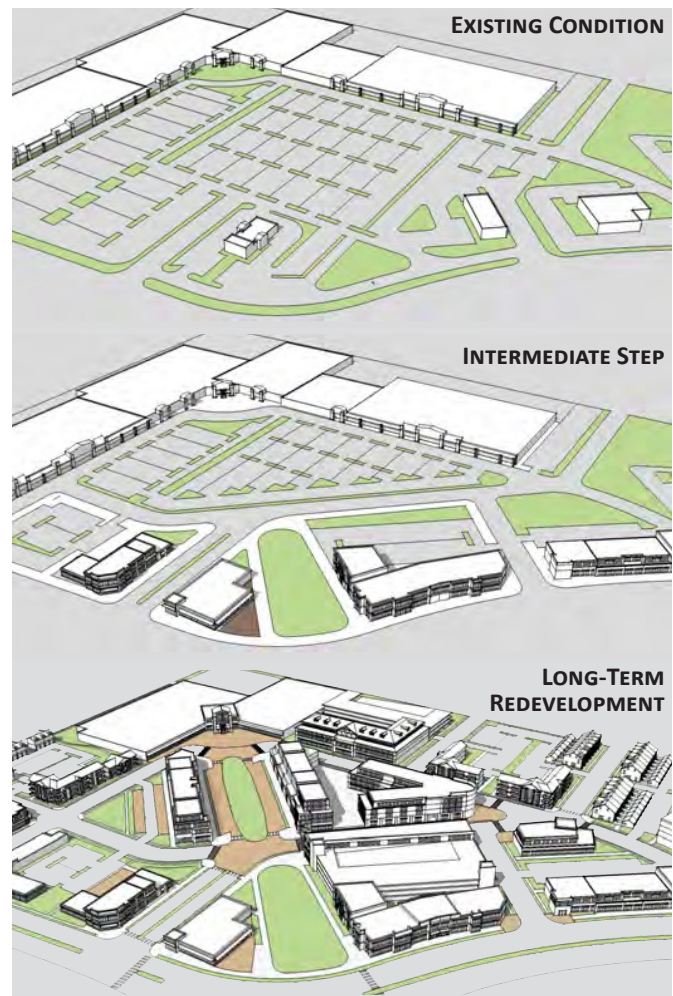 Existing Condition
Intermediate Step
Long-Term
Redevelopment